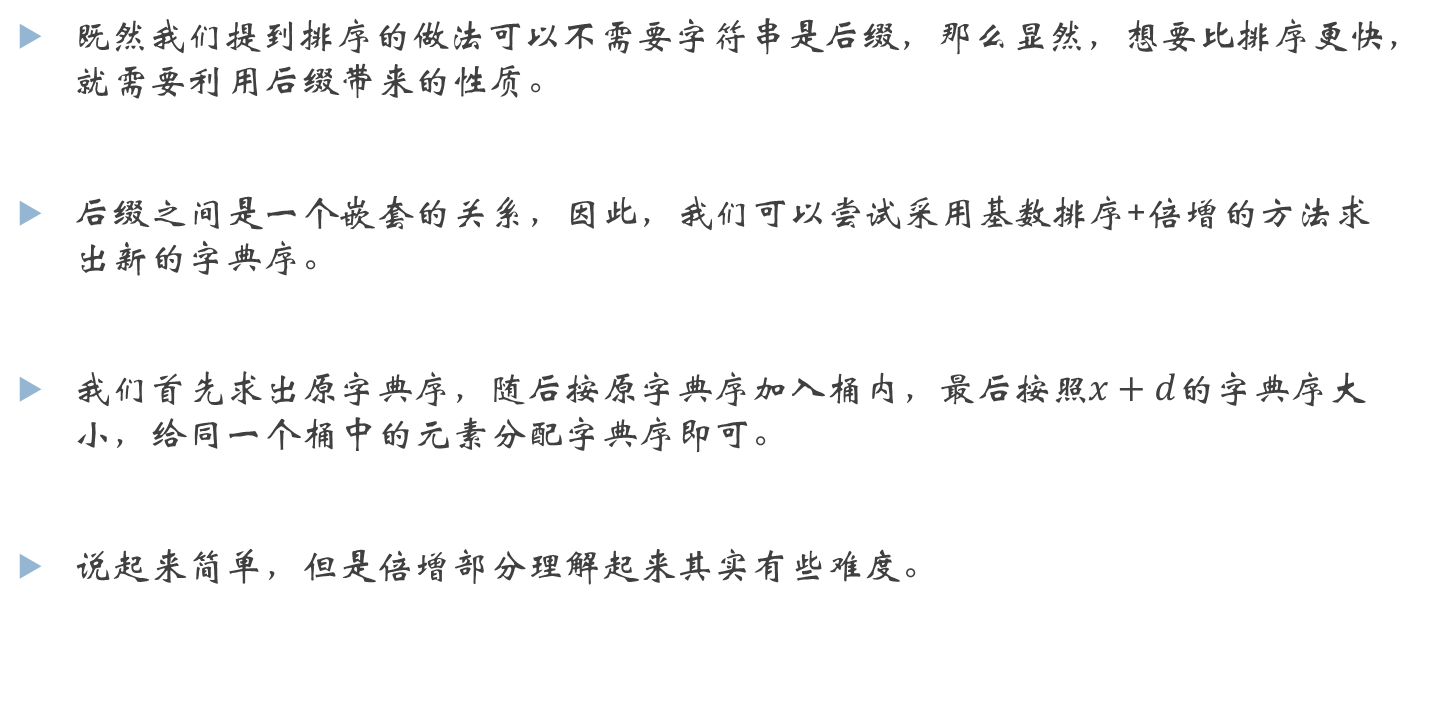 既然我们提到排序的做法可以不需要字符串是后缀，那么显然，想要比排序更快，
就需要利用后缀带来的性质。
后缀之间是一个嵌套的关系，因此，我们可以尝试采用基数排序+倍增的方法求
出新的字典序。
我们首先求出原字典序，随后按原字典序加入桶内，最后按照x + d的字典序大
小，给同一个桶中的元素分配字典序即可。
说起来简单，但是倍增部分理解起来其实有些难度。